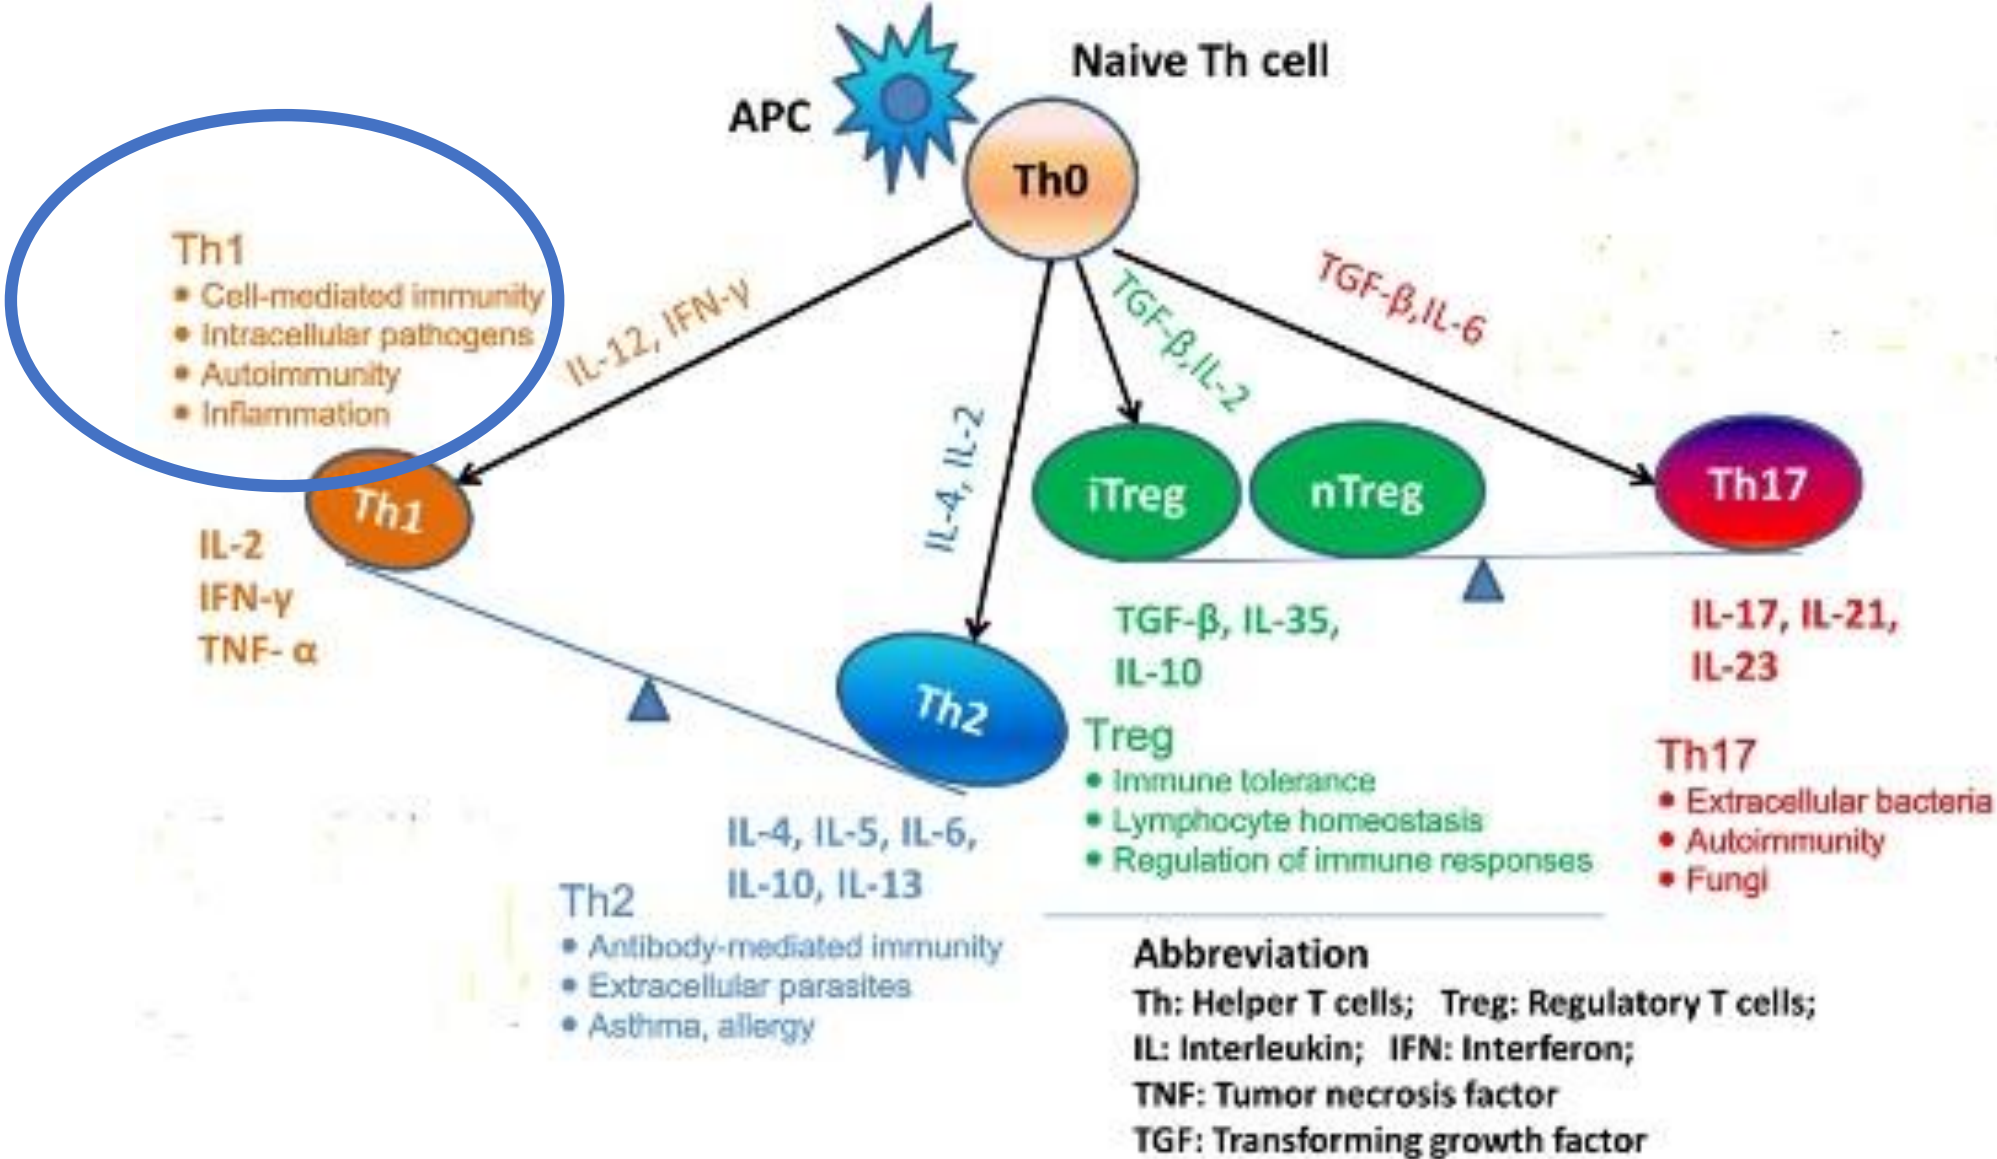 Naive Th cell
APC
Th0
Th1
• Cell-mediated immunity
• Intracellular pathogens
• Autoimmunity
• Inflammation
IL-12, IFN-γ
IL-4, IL-2
TGF-β,IL-2
TGF-β,IL-6
Th1
IL-2
IFN-γ
TNF- α
Th2
IL-4, IL-5, IL-6,
IL-10, IL-13
Th2
• Antibody-mediated immunity
• Extracellular parasites
• Asthma, allergy
iTreg
nTreg
TGF-β, IL-35,
IL-10
Treg
• Immune tolerance
• Lymphocyte homeostasis
• Regulation of immune responses
Th17
IL-17, IL-21,
IL-23
Th17
• Extracellular bacteria
• Autoimmunity
• Fungi
Abbreviation
Th: Helper T cells; Treg: Regulatory T cells;
IL: Interleukin; IFN: Interferon;
TNF: Tumor necrosis factor
TGF: Transforming growth factor